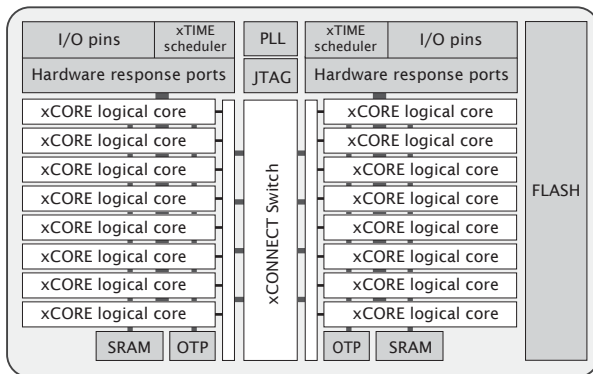 I/O pins
xTIME
scheduler
PLL
xTIME
scheduler
I/O pins
Hardware response ports
JTAG
Hardware response ports
xCORE logical core
xCORE logical core
xCORE logical core
xCORE logical core
xCORE logical core
xCORE logical core
xCORE logical core
xCORE logical core
xCONNECT Switch
xCORE logical core
xCORE logical core
xCORE logical core
xCORE logical core
xCORE logical core
xCORE logical core
xCORE logical core
xCORE logical core
FLASH
SRAM
OTP
OTP
SRAM